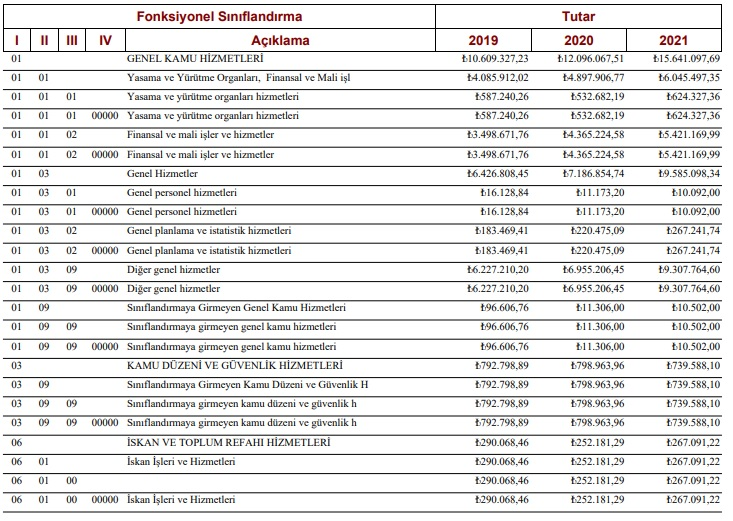 Fonksiyonel Sınıflandırma Tutar
I II III IV Açıklama 2019 2020 2021
01 GENEL KAMU HİZMETLERİ ₺10.609.327,23 ₺12.096.067,51 ₺15.641.097,69
01 01 Yasama ve Yürütme Organları, Finansal ve Mali işl ₺4.085.912,02 ₺4.897.906,77 ₺6.045.497,35
01 01 01 Yasama ve yürütme organları hizmetleri ₺587.240,26 ₺532.682,19 ₺624.327,36
01 01 01 00000 Yasama ve yürütme organları hizmetleri ₺587.240,26 ₺532.682,19 ₺624.327,36
01 01 02 Finansal ve mali işler ve hizmetler ₺3.498.671,76 ₺4.365.224,58 ₺5.421.169,99
01 01 02 00000 Finansal ve mali işler ve hizmetler ₺3.498.671,76 ₺4.365.224,58 ₺5.421.169,99
01 03 Genel Hizmetler ₺6.426.808,45 ₺7.186.854,74 ₺9.585.098,34
01 03 01 Genel personel hizmetleri ₺16.128,84 ₺11.173,20 ₺10.092,00
01 03 01 00000 Genel personel hizmetleri ₺16.128,84 ₺11.173,20 ₺10.092,00
01 03 02 Genel planlama ve istatistik hizmetleri ₺183.469,41 ₺220.475,09 ₺267.241,74
01 03 02 00000 Genel planlama ve istatistik hizmetleri ₺183.469,41 ₺220.475,09 ₺267.241,74
01 03 09 Diğer genel hizmetler ₺6.227.210,20 ₺6.955.206,45 ₺9.307.764,60
01 03 09 00000 Diğer genel hizmetler ₺6.227.210,20 ₺6.955.206,45 ₺9.307.764,60
01 09 Sınıflandırmaya Girmeyen Genel Kamu Hizmetleri ₺96.606,76 ₺11.306,00 ₺10.502,00
01 09 09 Sınıflandırmaya girmeyen genel kamu hizmetleri ₺96.606,76 ₺11.306,00 ₺10.502,00
01 09 09 00000 Sınıflandırmaya girmeyen genel kamu hizmetleri ₺96.606,76 ₺11.306,00 ₺10.502,00
03 KAMU DÜZENİ VE GÜVENLİK HİZMETLERİ ₺792.798,89 ₺798.963,96 ₺739.588,10
03 09 Sınıflandırmaya Girmeyen Kamu Düzeni ve Güvenlik H ₺792.798,89 ₺798.963,96 ₺739.588,10
03 09 09 Sınıflandırmaya girmeyen kamu düzeni ve güvenlik h ₺792.798,89 ₺798.963,96 ₺739.588,10
03 09 09 00000 Sınıflandırmaya girmeyen kamu düzeni ve güvenlik h ₺792.798,89 ₺798.963,96 ₺739.588,10
06 İSKAN VE TOPLUM REFAHI HİZMETLERİ ₺290.068,46 ₺252.181,29 ₺267.091,22
06 01 İskan İşleri ve Hizmetleri ₺290.068,46 ₺252.181,29 ₺267.091,22
06 01 00 ₺290.068,46 ₺252.181,29 ₺267.091,22
06 01 00 00000 İskan İşleri ve Hizmetleri ₺290.068,46 ₺252.181,29 ₺267.091,22